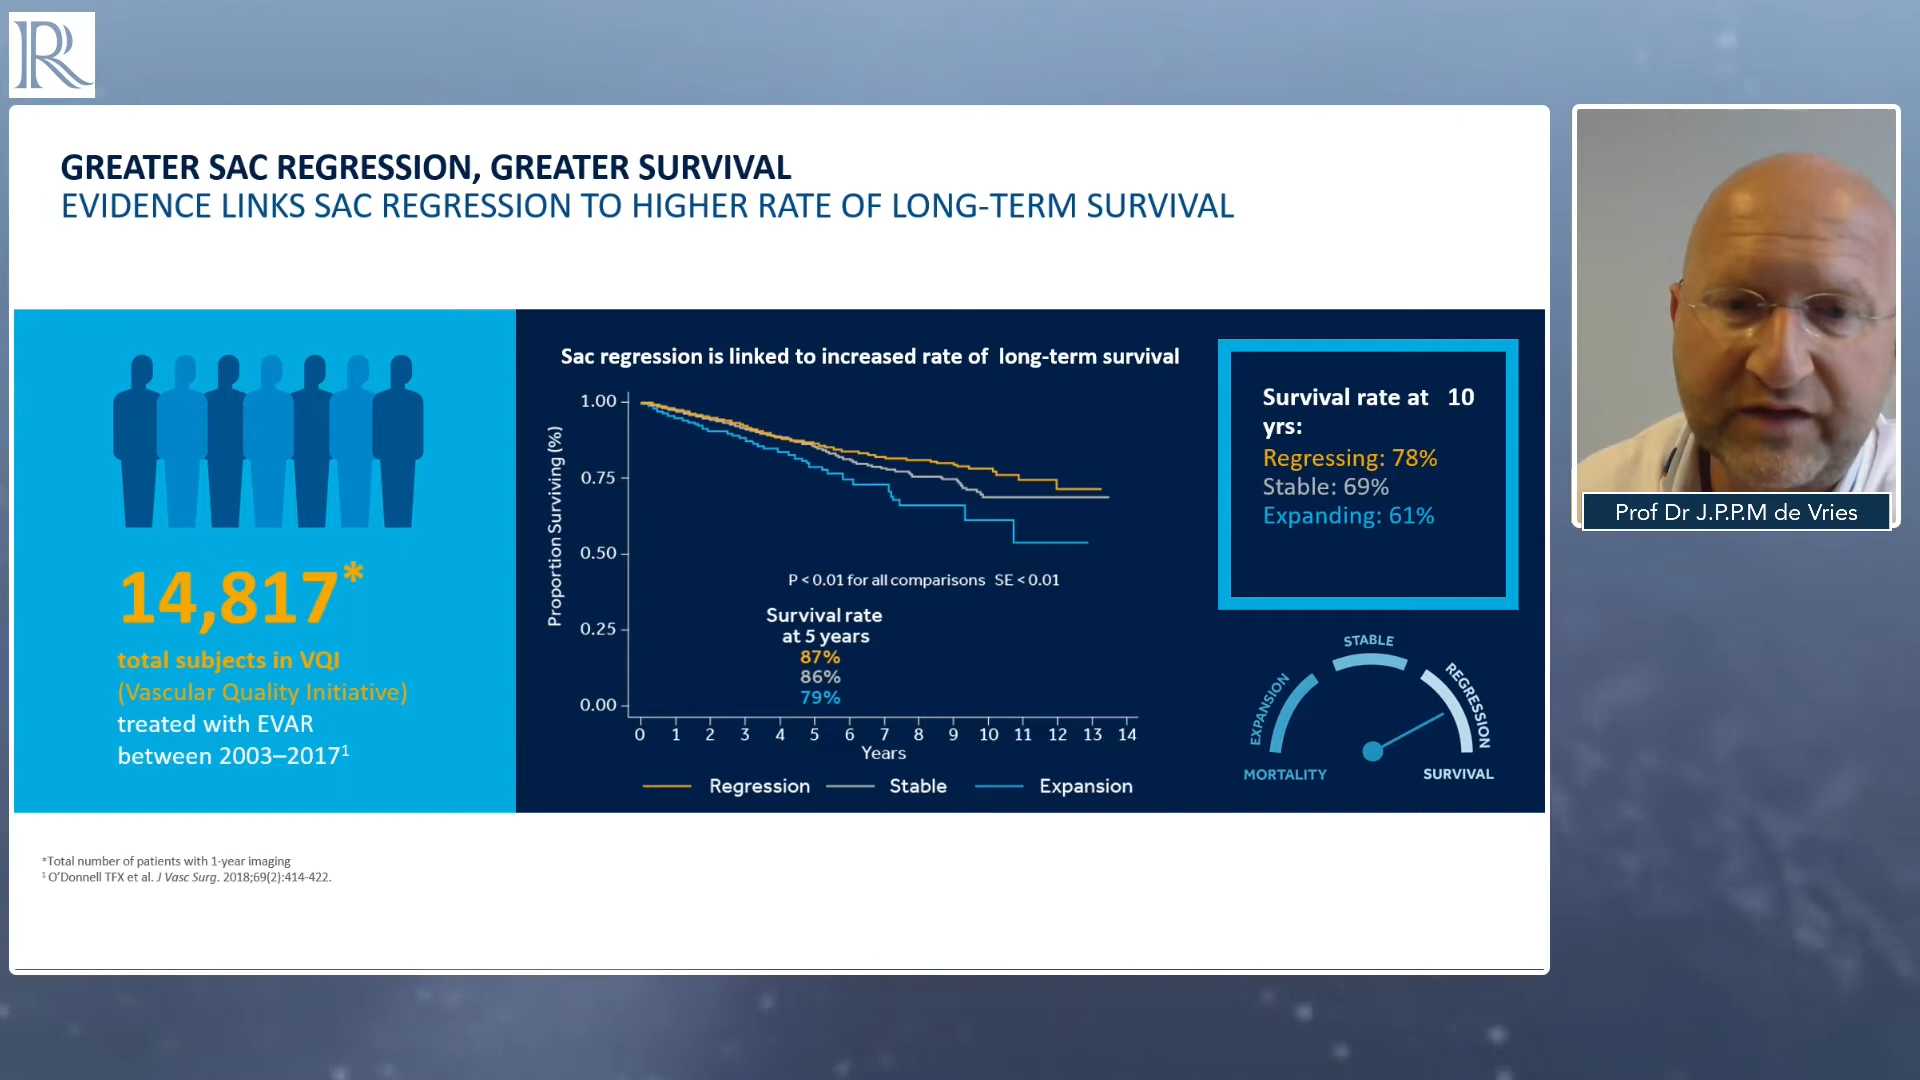 R
GREATER SAC REGRESSION, GREATER SURVIVAL
EVIDENCE LINKS SAC REGRESSION TO HIGHER RATE OF LONG-TERM SURVIVAL
14,817*
total subjects in VQI
(Vascular Quality Initiative)
treated with EVAR
between 2003–2017¹
Sac regression is linked to increased rate of long-term survival
Proportion Surviving (%)
1.00
0.75
0.50
0.25
0.00
P < 0.01 for all comparisons SE < 0.01
Survival rate
at 5 years
87%
86%
79%
0 1 2 3 4 5 6 7 8 9 10 11 12 13 14
Years
Regression Stable Expansion
Survival rate at 10
yrs:
Regressing: 78%
Stable: 69%
Expanding: 61%
EXPANSION
STABLE
REGRESSION
MORTALITY
SURVIVAL
*Total number of patients with 1-year imaging
¹ O'Donnell TFX et al. J Vasc Surg. 2018;69(2):414-422.
Prof Dr J.P.P.M de Vries